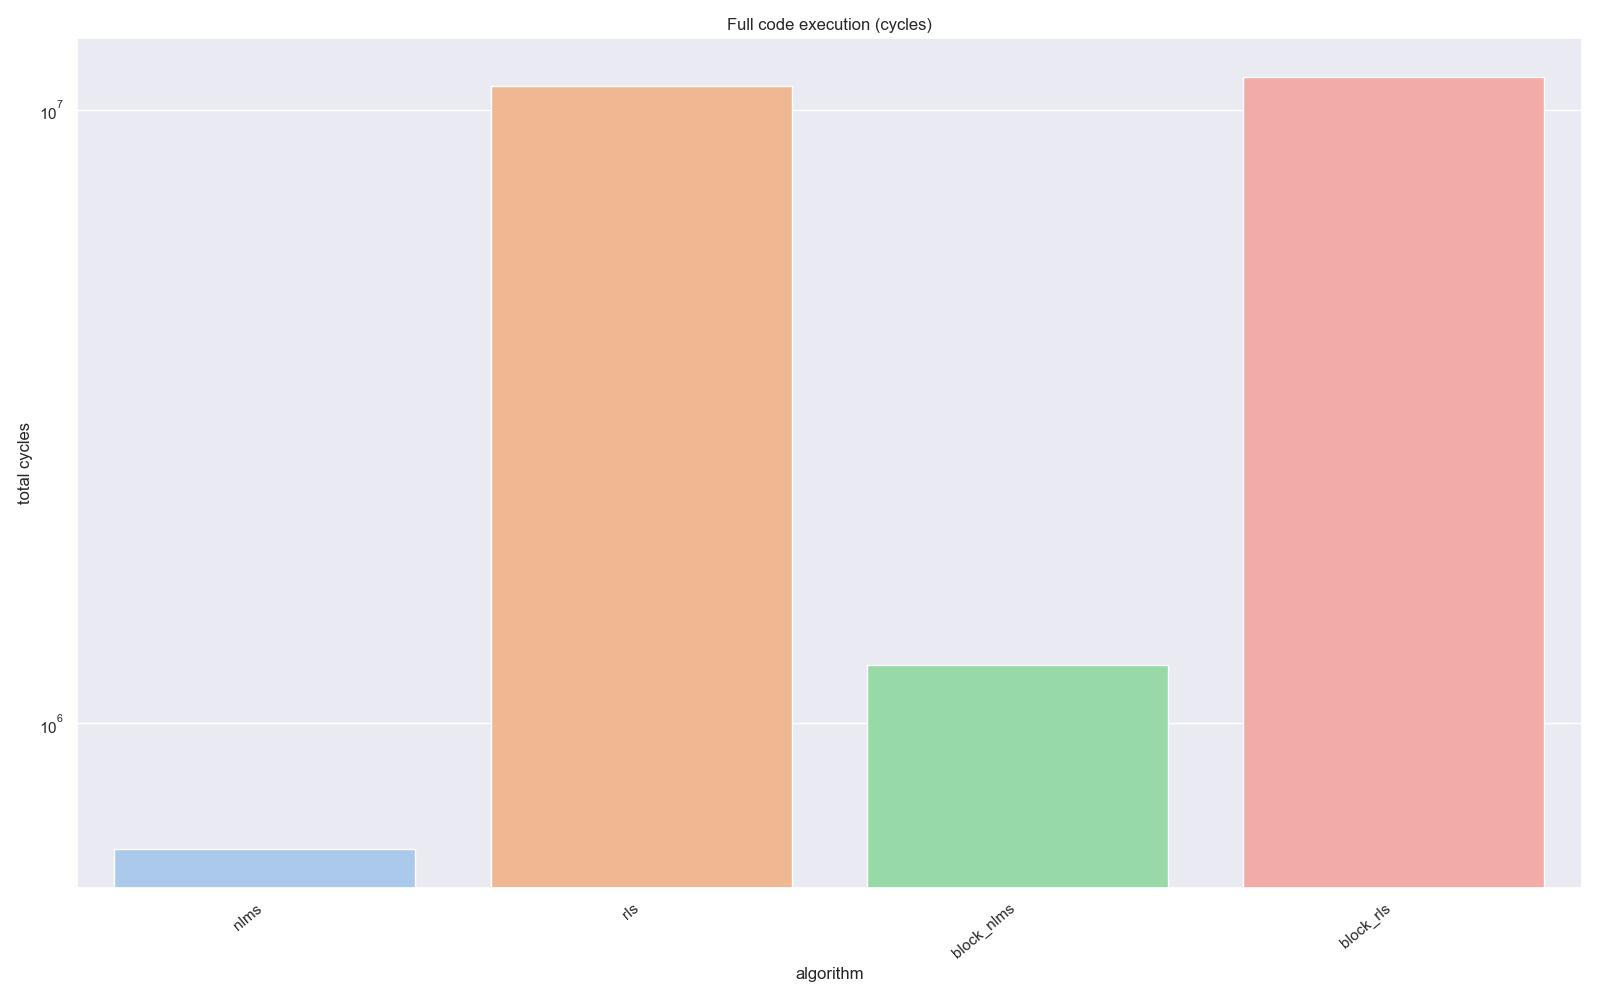 Full code execution (cycles)
10^7
10^6
total cycles
nlms
rls
block_nlms
block_rls
algorithm